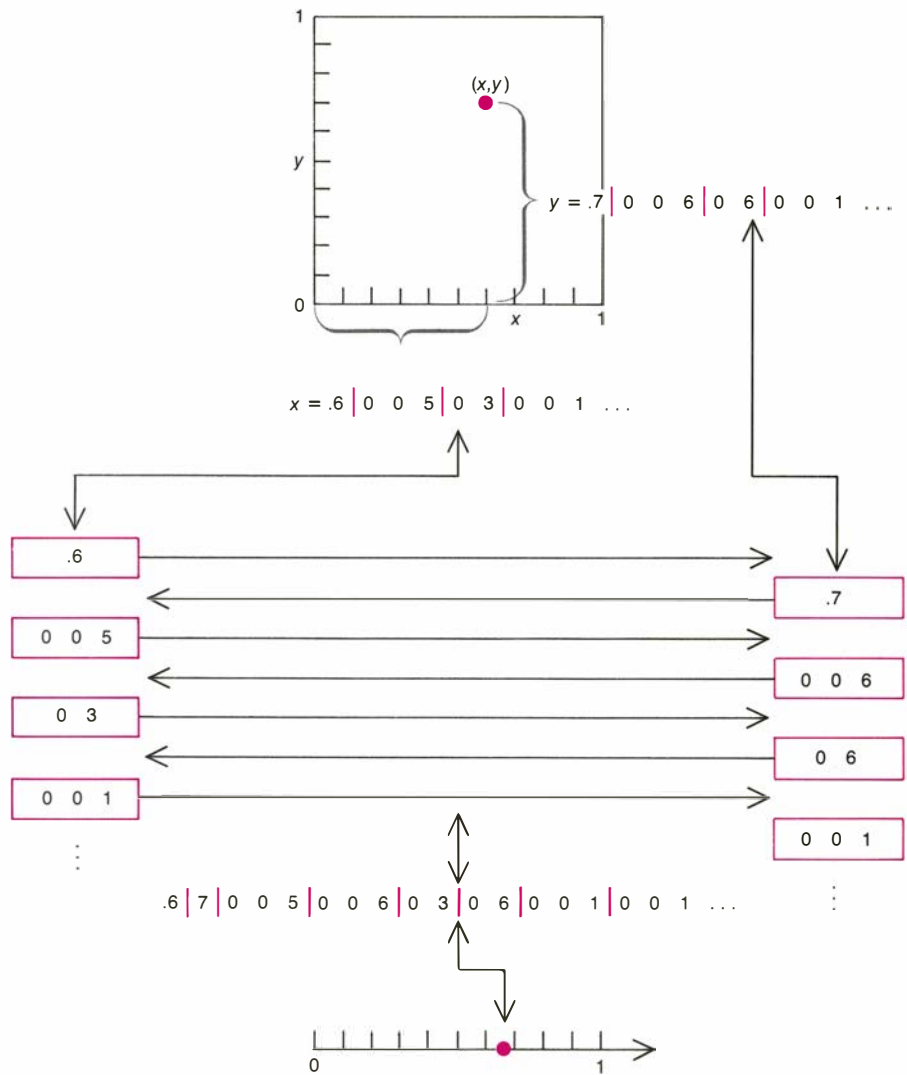 1
(x,y)
y
y = .7 | 0 0 6 | 0 6 | 0 0 1 ...
0
x
1
x = .6 | 0 0 5 | 0 3 | 0 0 1 ...
.6
.7
0 0 5
0 0 6
0 3
0 6
0 0 1
0 0 1
.6 | 7 | 0 0 5 | 0 0 6 | 0 3 | 0 6 | 0 0 1 | 0 0 1 ...
0 1